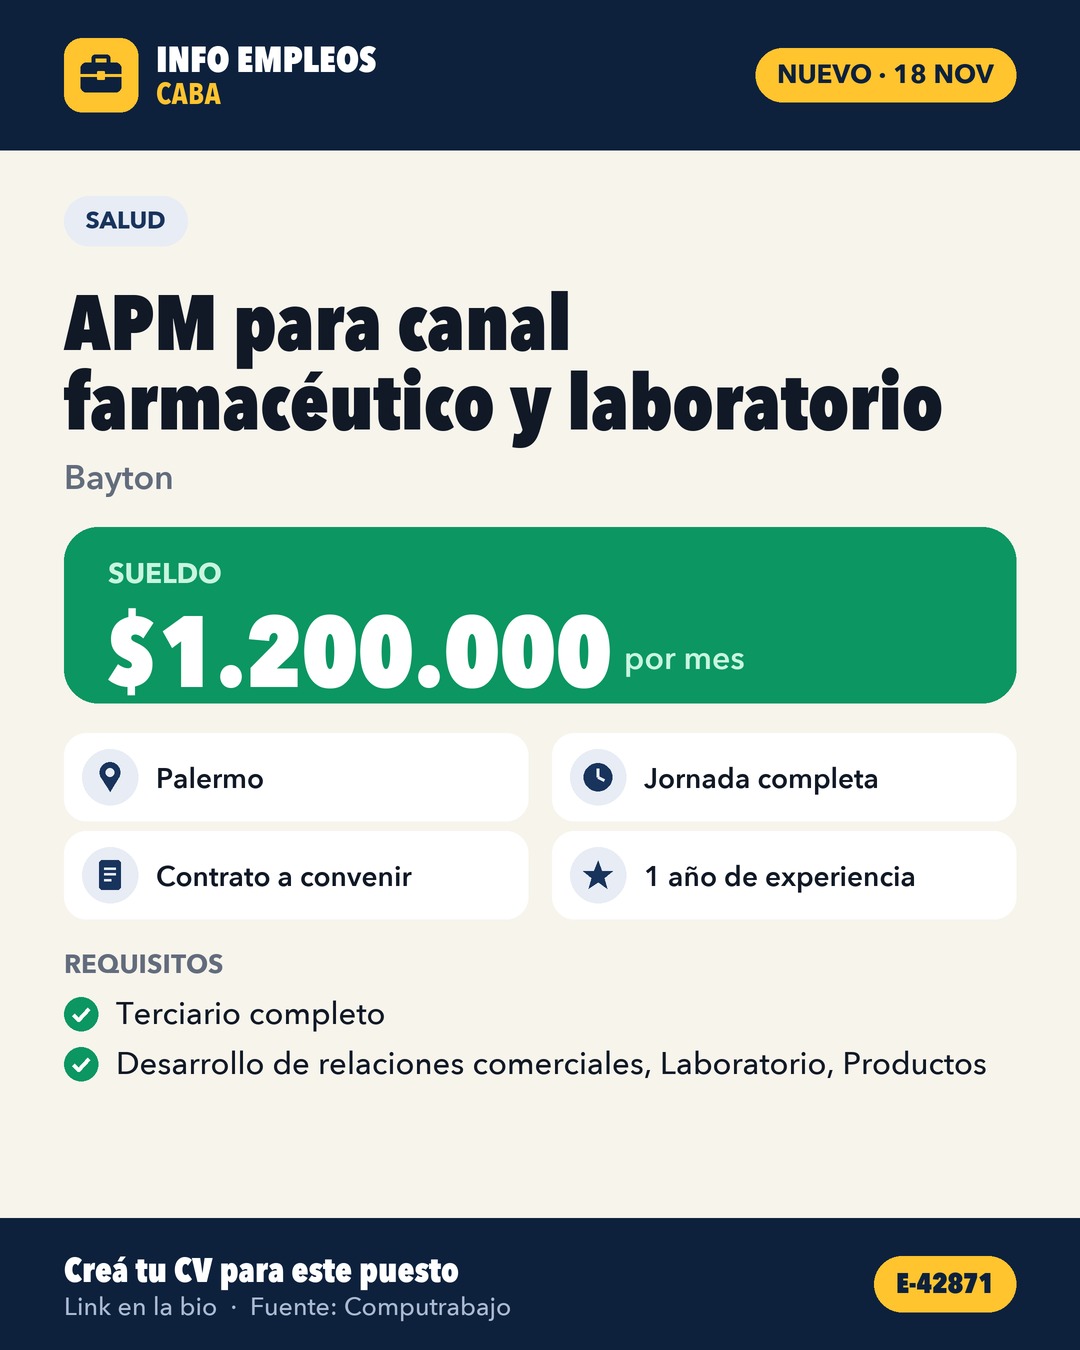 INFO EMPLEOS
CABA
NUEVO · 18 NOV
SALUD
APM para canal
farmacéutico y laboratorio
Bayton
SUELDO
$1.200.000 por mes
Palermo
Jornada completa
Contrato a convenir
1 año de experiencia
REQUISITOS
Terciario completo
Desarrollo de relaciones comerciales, Laboratorio, Productos
Creá tu CV para este puesto
Link en la bio · Fuente: Computrabajo
E-42871